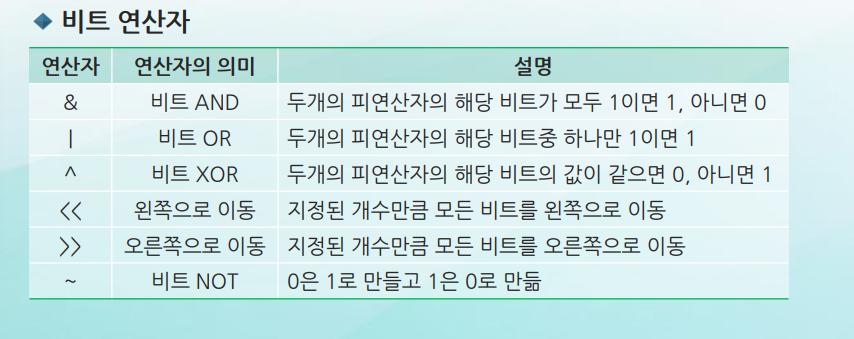 비트 연산자
연산자 연산자의 의미 설명
& 비트 AND 두개의 피연산자의 해당 비트가 모두 1이면 1, 아니면 0
| 비트 OR 두개의 피연산자의 해당 비트중 하나만 1이면 1
^ 비트 XOR 두개의 피연산자의 해당 비트의 값이 같으면 0, 아니면 1
<< 왼쪽으로 이동 지정된 개수만큼 모든 비트를 왼쪽으로 이동
>> 오른쪽으로 이동 지정된 개수만큼 모든 비트를 오른쪽으로 이동
~ 비트 NOT 0은 1로 만들고 1은 0로 만듦